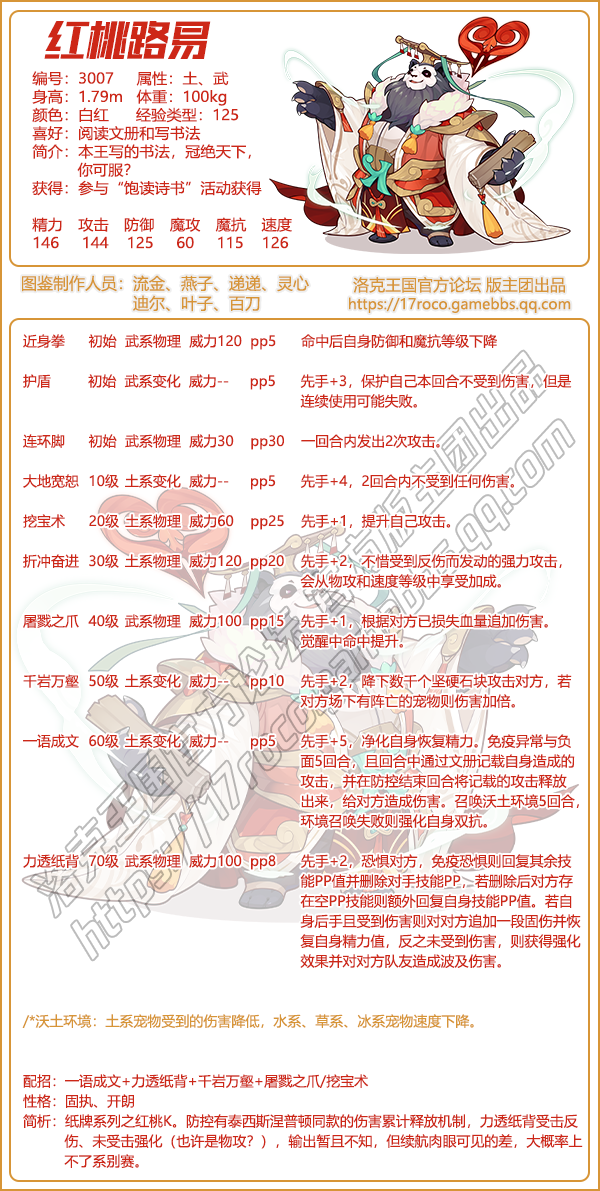 红桃路易
编号：3007 属性：土、武
身高：1.79m 体重：100kg
颜色：白红 经验类型：125
喜好：阅读文册和写书法
简介：本王写的书法，冠绝天下，
你可服？
获得：参与“饱读诗书”活动获得
精力 攻击 防御 魔攻 魔抗 速度
146 144 125 60 115 126
图鉴制作人员：流金、燕子、递递、灵心
迪尔、叶子、百刀
洛克王国官方论坛 版主团出品
https://17roco.gamebbs.qq.com
近身拳 初始 武系物理 威力120 pp5 命中后自身防御和魔抗等级下降
护盾 初始 武系变化 威力-- pp5 先手+3，保护自己本回合不受到伤害，但是
连续使用可能失败。
连环脚 初始 武系物理 威力30 pp30 一回合内发出2次攻击。
大地宽恕 10级 土系变化 威力-- pp5 先手+4，2回合内不受到任何伤害。
挖宝术 20级 土系物理 威力60 pp25 先手+1，提升自己攻击。
折冲奋进 30级 土系物理 威力120 pp20 先手+2，不惜受到反伤而发动的强力攻击，
会从物攻和速度等级中享受加成。
屠戮之爪 40级 武系物理 威力100 pp15 先手+1，根据对方已损失血量追加伤害。
觉醒中命中提升。
千岩万壑 50级 土系变化 威力-- pp10 先手+2，降下数千个坚硬石块攻击对方，若
对方场下有阵亡的宠物则伤害加倍。
一语成文 60级 土系变化 威力-- pp5 先手+5，净化自身恢复精力。免疫异常与负
面5回合，且回合中通过文册记载自身造成的
攻击，并在防控结束回合将记载的攻击释放
出来，给对方造成伤害。召唤沃土环境5回合，
环境召唤失败则强化自身双抗。
力透纸背 70级 武系物理 威力100 pp8 先手+2，恐惧对方，免疫恐惧则回复其余技
能PP值并删除对手技能PP，若删除后对方存
在空PP技能则额外回复自身技能PP值。若自
身后手且受到伤害则对对方追加一段固伤并恢
复自身精力值，反之未受到伤害，则获得强化
效果并对对方队友造成波及伤害。
洛克王国官方论坛版主团出品
https://17roco.gamebbs.qq.com
/*沃土环境：土系宠物受到的伤害降低，水系、草系、冰系宠物速度下降。
配招：一语成文+力透纸背+千岩万壑+屠戮之爪/挖宝术
性格：固执、开朗
简析：纸牌系列之红桃K。防控有泰西斯涅普顿同款的伤害累计释放机制，力透纸背受击反
伤、未受击强化（也许是物攻？），输出暂且不知，但续航肉眼可见的差，大概率上
不了系别赛。